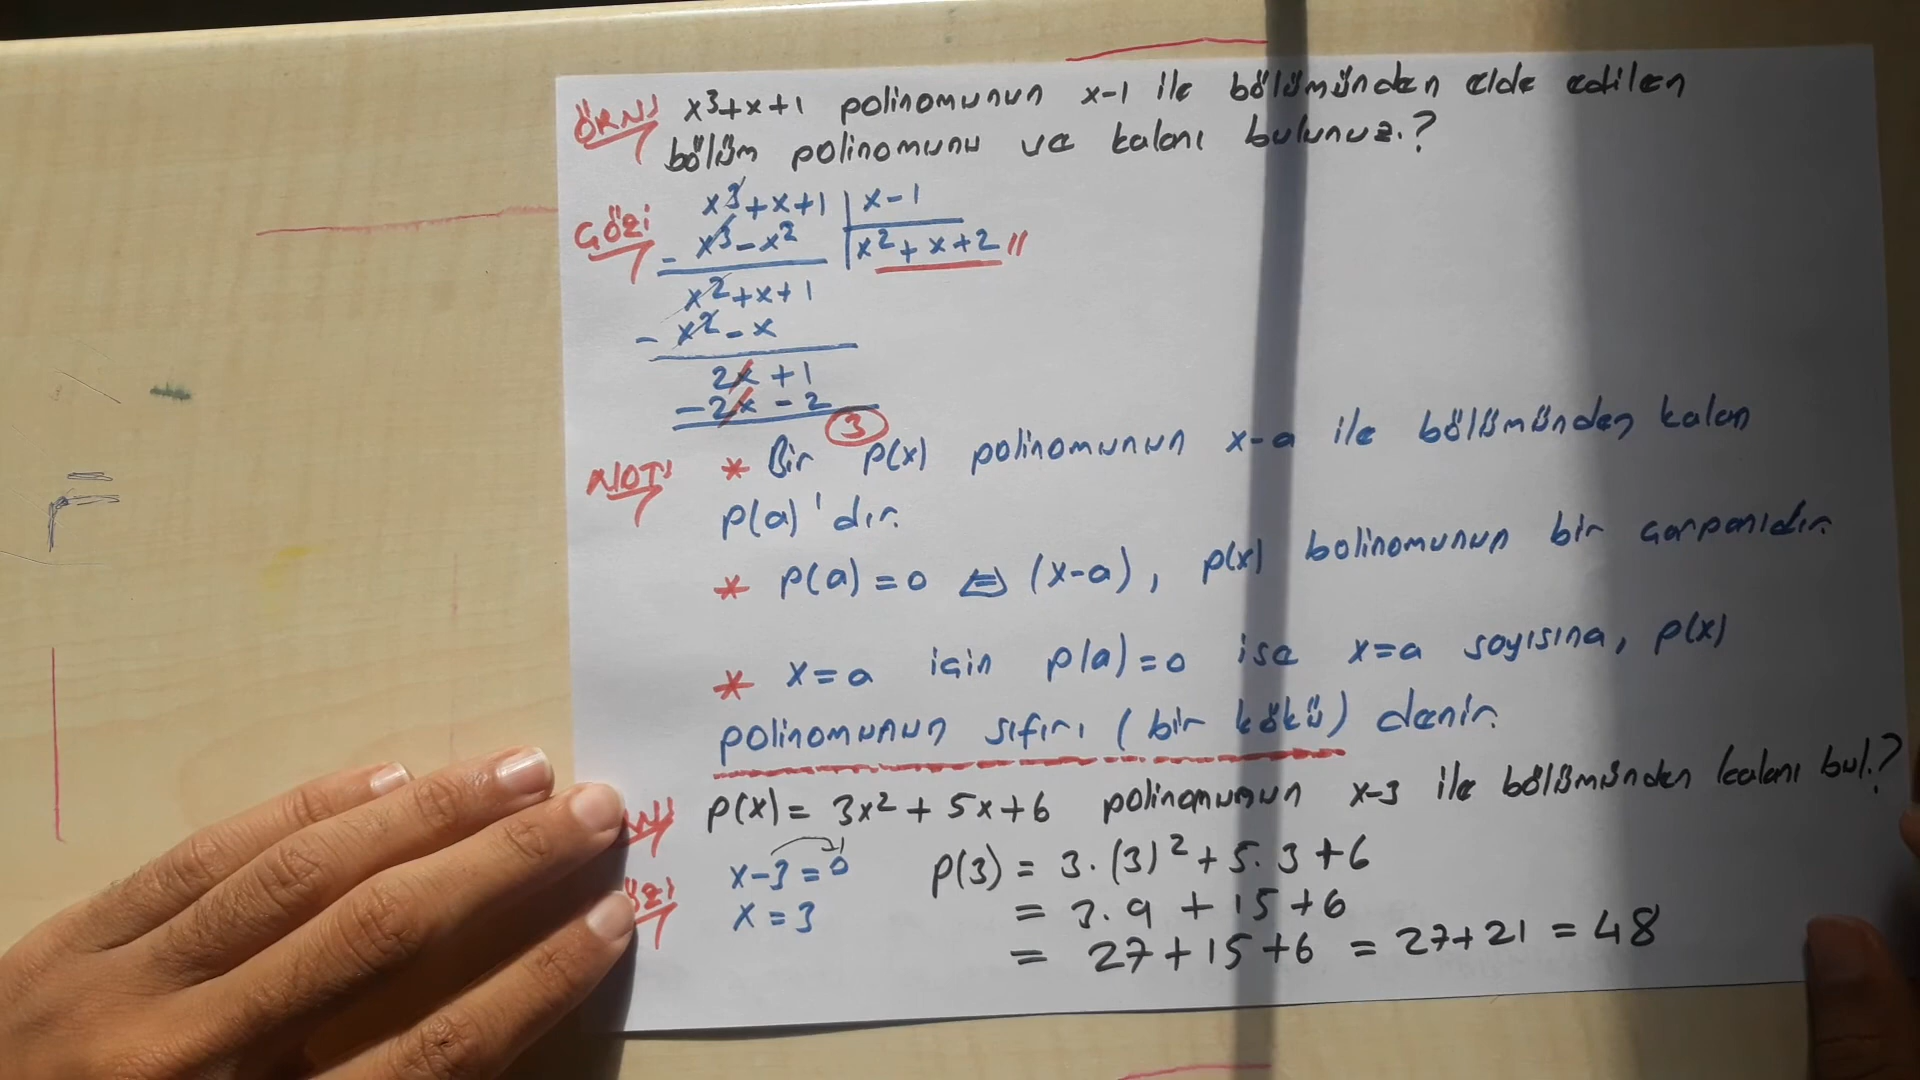 ÖRN: x³+x+1 polinomunun x-1 ile bölümünden elde edilen
bölüm polinomunu ve kalanı bulunuz.?
ÇÖZ: x³+x+1 | x-1
- x³-x² | x²+x+2 //
x²+x+1
- x²-x
2x+1
-2x-2
3
NOT: * Bir P(x) polinomunun x-a ile bölümünden kalan
P(a)'dır.
* P(a)=0 ⇔ (x-a), P(x) bolinomunun bir çarpanıdır.
* x=a için P(a)=0 ise x=a sayısına, P(x)
polinomunun sıfırı (bir kökü) denir.
P(x)= 3x²+5x+6 polinomunun x-3 ile bölümünden kalanı bul.?
x-3=0 P(3) = 3.(3)²+5.3+6
x=3 = 3.9 +15+6
= 27+15+6 = 27+21 = 48